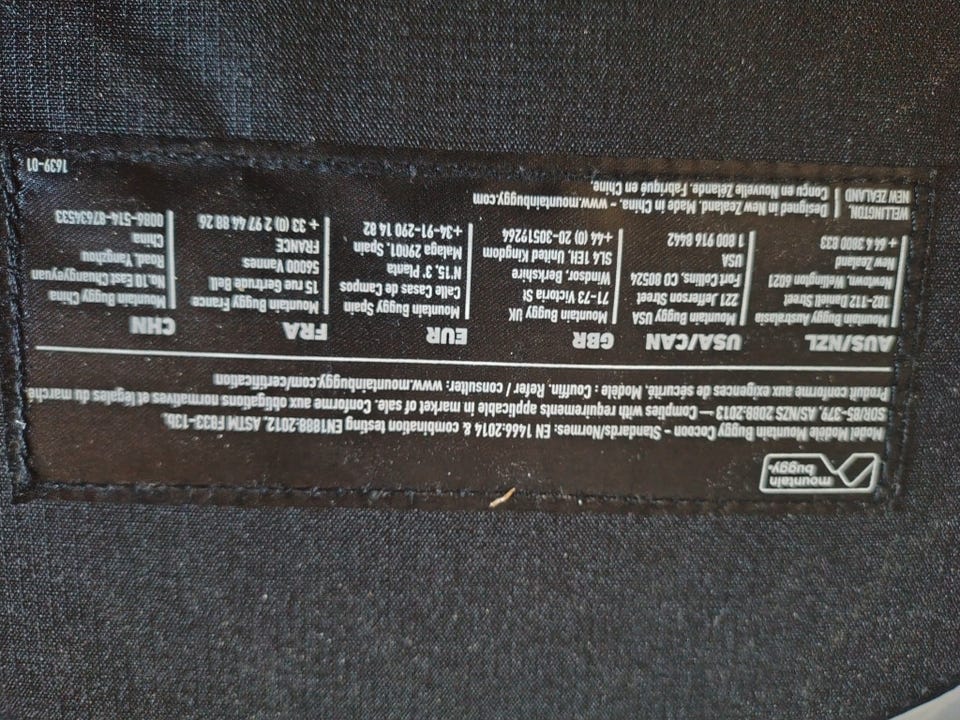 mountain
buggy.
Model Modèle Mountain Buggy Cocoon - Standards/Normes: EN 1466:2014 & combination testing EN1888-2012, ASTM F833-13b,
SOR/85-379, AS/NZS 2088-2013 — Complies with requirements applicable in market of sale. Conforme aux obligations normatives et légales du marché
Produit conforme aux exigences de sécurité. Modèle : Couffin. Refer / consulter: www.mountainbuggy.com/certification
AUS/NZL
Mountain Buggy Australasia
102-112 Daniell Street
Newtown, Wellington 6021
New Zealand
+ 64 3800 833
USA/CAN
Mountain Buggy USA
221 Jefferson Street
Fort Collins, CO 80524
USA
1 800 916 8442
GBR
Mountain Buggy UK
71-73 Victoria St
Windsor, Berkshire
SL4 1EH, United Kingdom
+44 (0) 20-30519264
EUR
Mountain Buggy Spain
Calle Casas de Campos
N'15. 3' Planta
Malaga 29001. Spain
+34-91-290 14 82
FRA
Mountain Buggy France
15 rue Gertrude Bell
56000 Vannes
FRANCE
+ 33 (0) 2 97 44 88 26
CHN
Mountain Buggy China
No.10 East Chuangyeyuan
Road, Yangzhou
China
0086-514-87634533
WELLINGTON,
NEW ZEALAND
Designed in New Zealand. Made in China. - www.mountainbuggy.com
Conçu en Nouvelle Zélande. Fabriqué en Chine.
1639-01